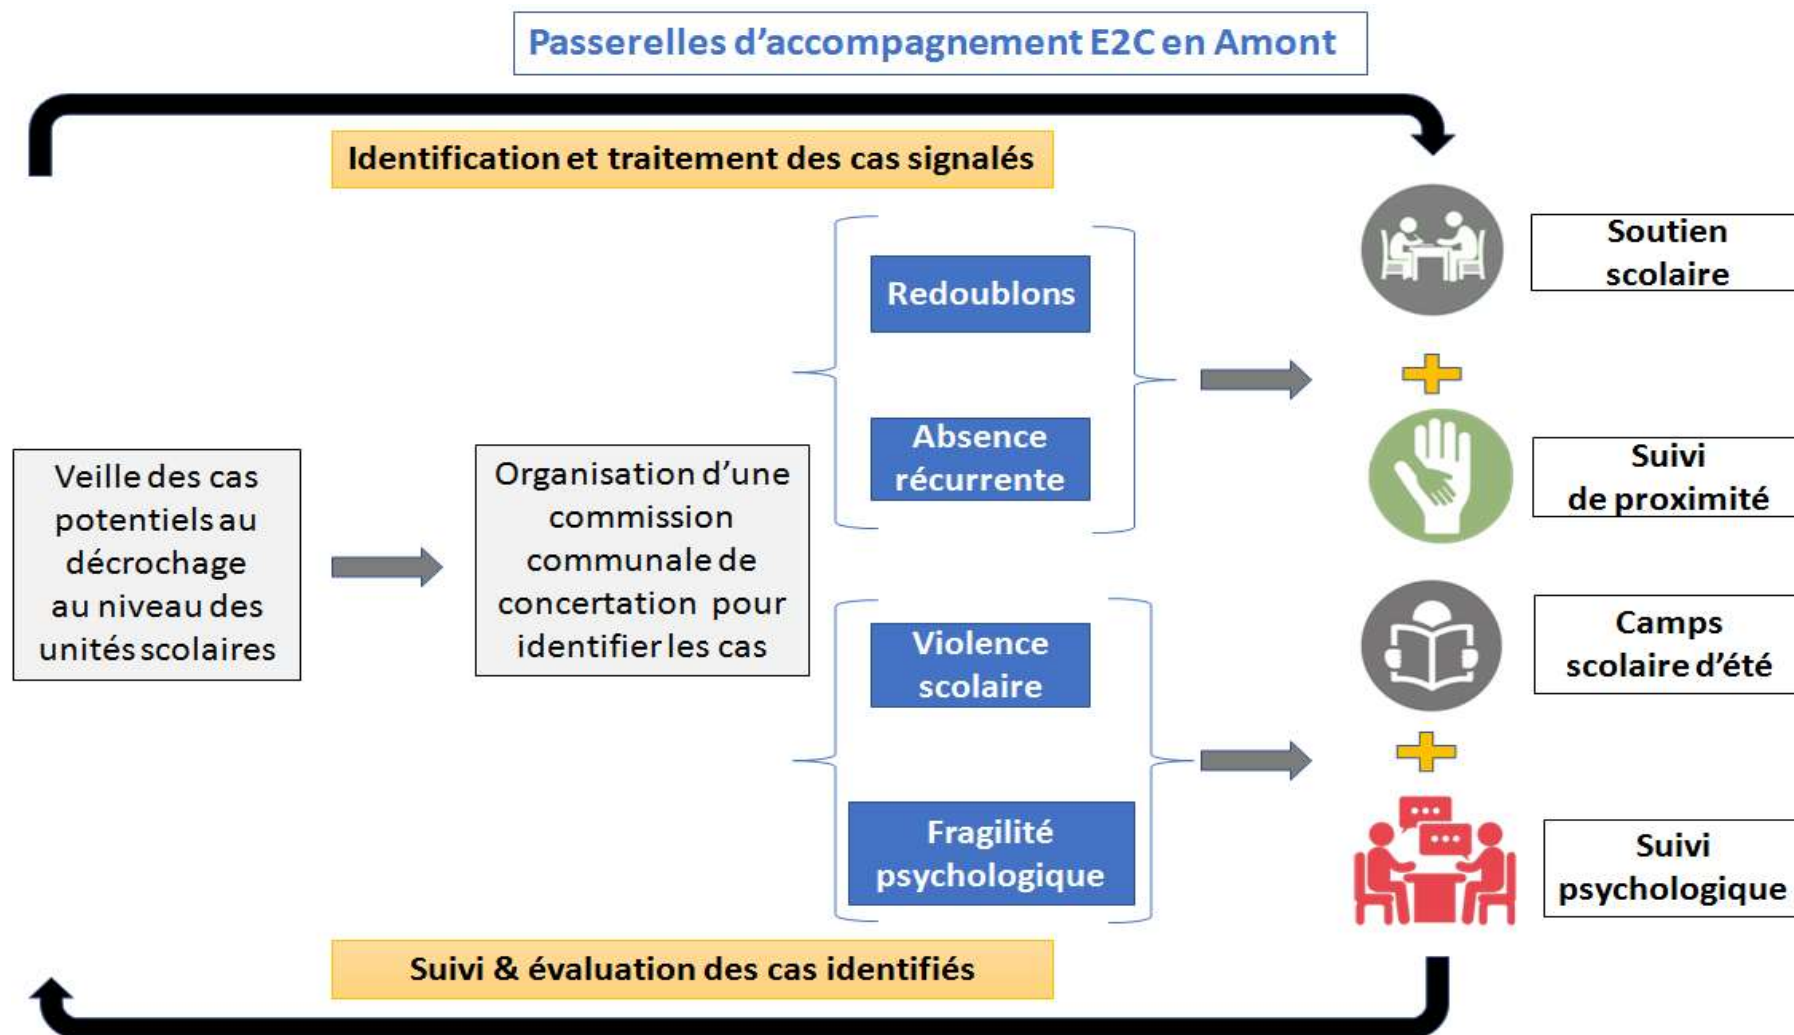 Passerelles d’accompagnement E2C en Amont
Identification et traitement des cas signalés
Veille des cas
potentiels au
décrochage
au niveau des
unités scolaires
Organisation d’une
commission
communale de
concertation pour
identifier les cas
Redoublons
Absence
récurrente
Violence
scolaire
Fragilité
psychologique
Soutien
scolaire
Suivi
de proximité
Camps
scolaire d’été
Suivi
psychologique
Suivi & évaluation des cas identifiés